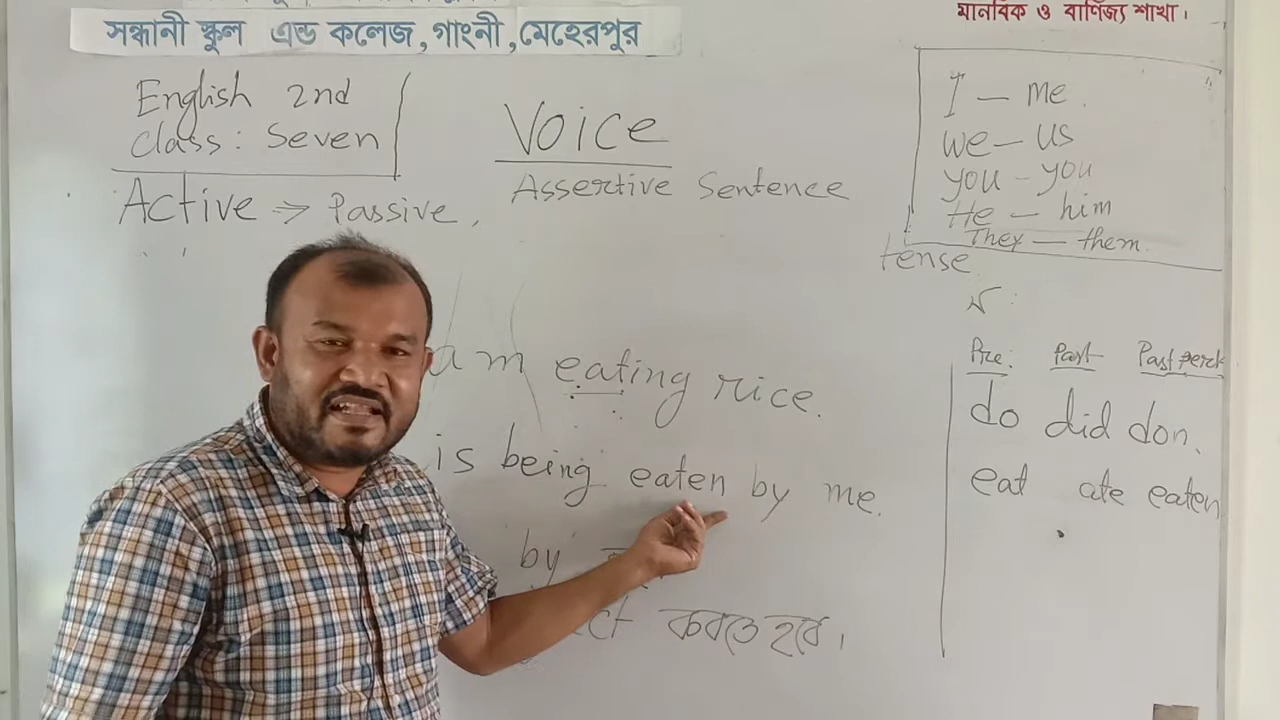 সন্ধানী স্কুল এন্ড কলেজ, গাংনী, মেহেরপুর
মানবিক ও বাণিজ্য শাখা।
English 2nd
Class: Seven
Voice
Assertive Sentence
Active ⇒ Passive,
I — me.
we — us
you - you
He — him
They — them.
tense
am eating rice.
is being eaten by me.
by
ct করতে হবে।
Pre: Past Past perf
do did don.
eat ate eaten